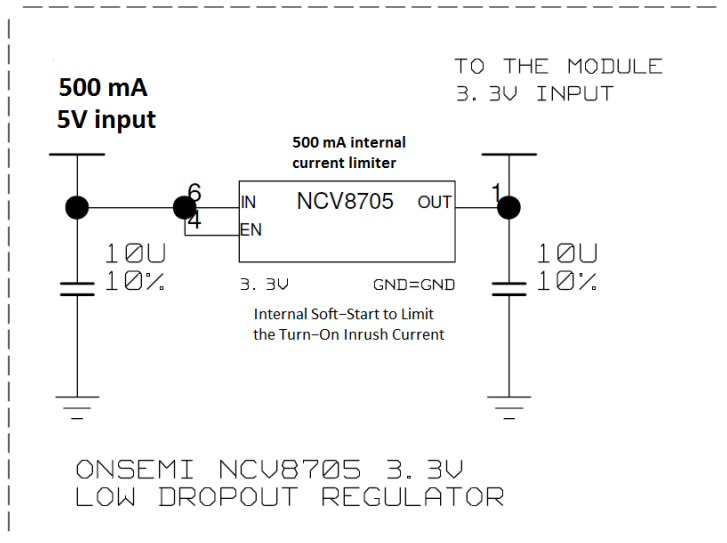 500 mA
5V input
TO THE MODULE
3.3V INPUT
500 mA internal
current limiter
6
IN
NCV8705
OUT
1
4
EN
10U
10%
3.3V
GND=GND
10U
10%
Internal Soft−Start to Limit
the Turn−On Inrush Current
ONSEMI NCV8705 3.3V
LOW DROPOUT REGULATOR